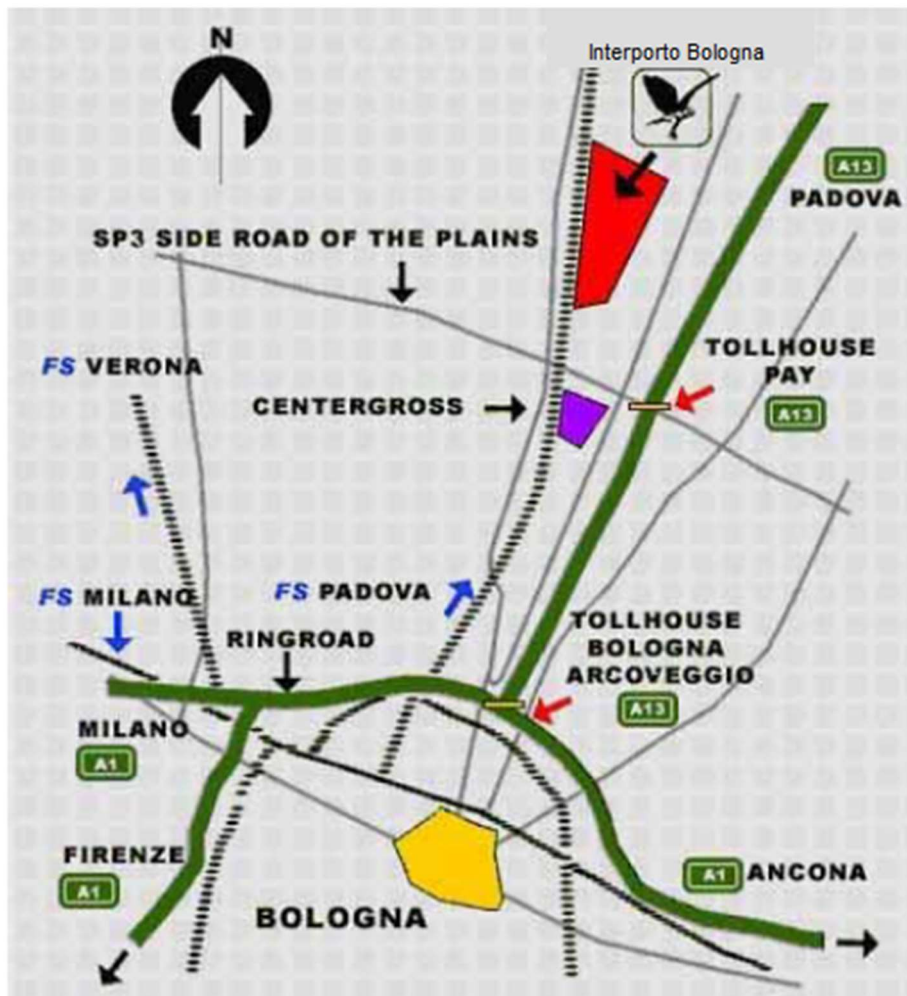 N
Interporto Bologna
A13
PADOVA
SP3 SIDE ROAD OF THE PLAINS
FS VERONA
TOLLHOUSE
PAY
A13
CENTERGROSS
FS MILANO
FS PADOVA
RINGROAD
TOLLHOUSE
BOLOGNA
ARCOVEGGIO
A13
MILANO
A1
FIRENZE
A1
A1 ANCONA
BOLOGNA